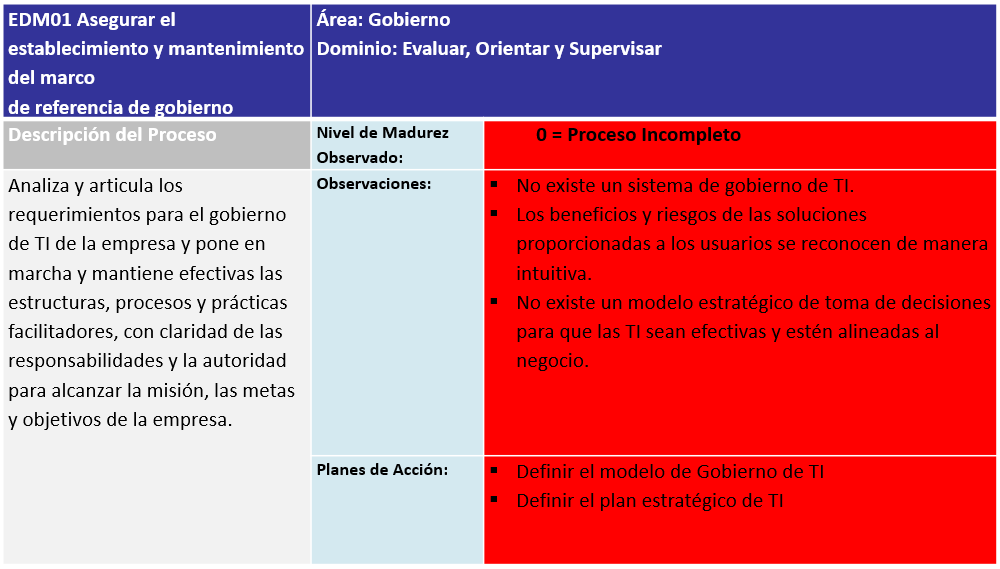 EDM01 Asegurar el
establecimiento y mantenimiento
del marco
de referencia de gobierno
Área: Gobierno
Dominio: Evaluar, Orientar y Supervisar
Descripción del Proceso
Nivel de Madurez
Observado:
0 = Proceso Incompleto
Analiza y articula los
requerimientos para el gobierno
de TI de la empresa y pone en
marcha y mantiene efectivas las
estructuras, procesos y prácticas
facilitadores, con claridad de las
responsabilidades y la autoridad
para alcanzar la misión, las metas
y objetivos de la empresa.
Observaciones:
▪ No existe un sistema de gobierno de TI.
▪ Los beneficios y riesgos de las soluciones
proporcionadas a los usuarios se reconocen de manera
intuitiva.
▪ No existe un modelo estratégico de toma de decisiones
para que las TI sean efectivas y estén alineadas al
negocio.
Planes de Acción:
▪ Definir el modelo de Gobierno de TI
▪ Definir el plan estratégico de TI